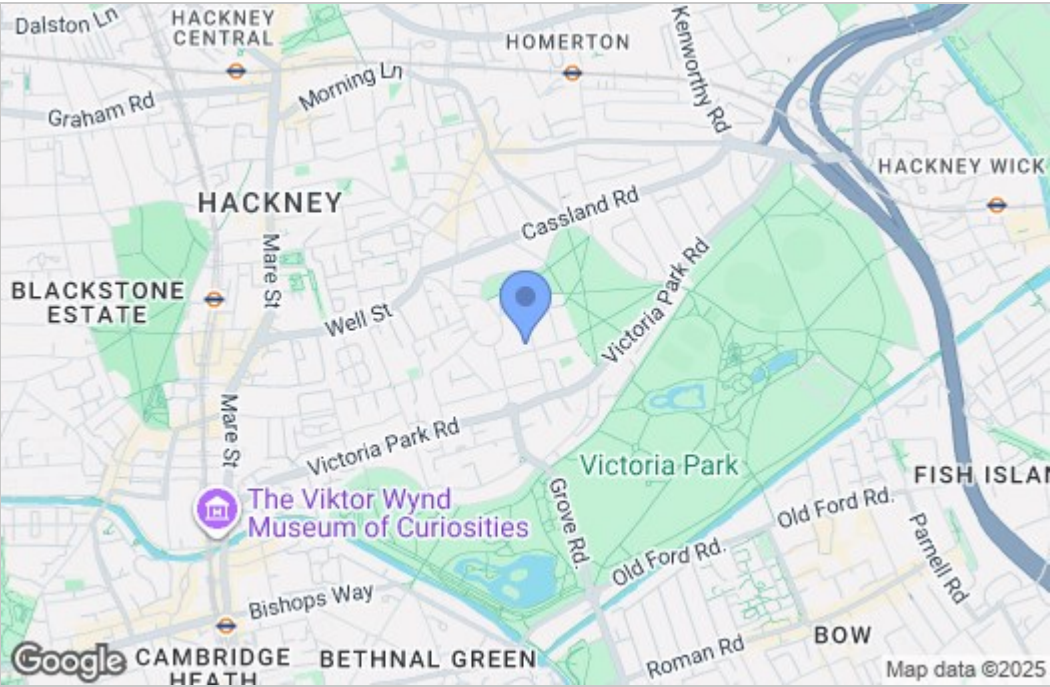 Dalston Ln
HACKNEY
CENTRAL
HOMERTON
Kenworthy Rd
Morning Ln
Graham Rd
HACKNEY WICK
HACKNEY
Cassland Rd
Mare St
Victoria Park Rd
BLACKSTONE
ESTATE
Well St
Mare St
Victoria Park Rd
Victoria Park
FISH ISLAN
The Viktor Wynd
Museum of Curiosities
Grove Rd.
Old Ford Rd.
Old Ford Rd.
Parnell Rd
Bishops Way
BOW
Roman Rd
Google
CAMBRIDGE
HEATH
BETHNAL GREEN
Map data ©2025